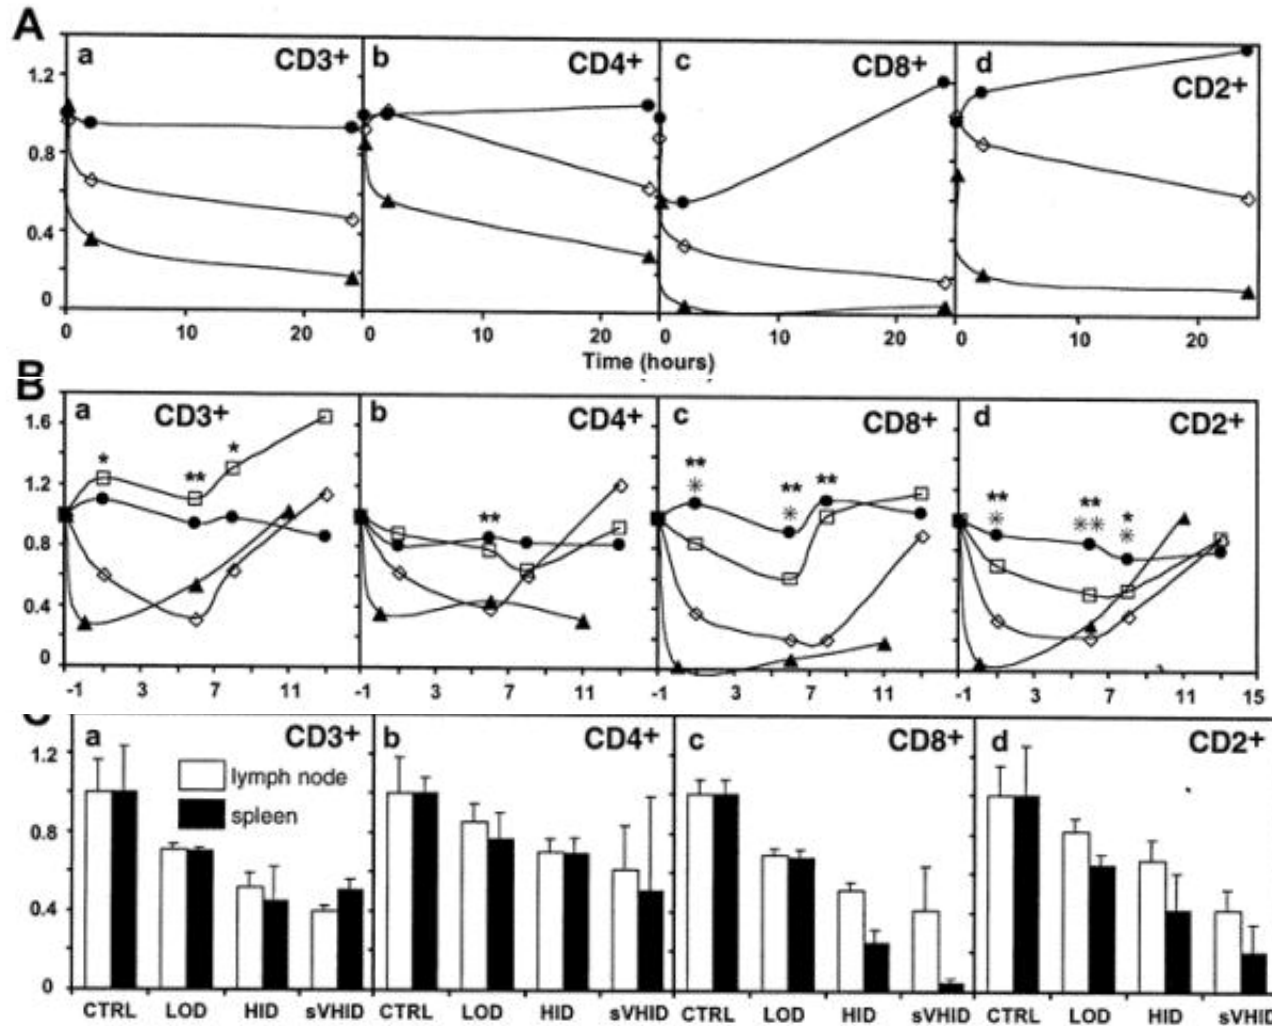 A
a CD3+ b CD4+ c CD8+ d CD2+
1.2
0.8
0.4
0
0 10 20 0 10 20 0 10 20 0 10 20
Time (hours)
B
B
a CD3+ b CD4+ c CD8+ d CD2+
1.6
1.2
0.8
0.4
0
* ** * ** ** ** ** ** ** *
-1 3 7 11 -1 3 7 11 -1 3 7 11 -1 3 7 11 15
C
a CD3+ b CD4+ c CD8+ d CD2+
1.2
0.8
0.4
0
lymph node
spleen
CTRL LOD HID sVHID CTRL LOD HID sVHID CTRL LOD HID sVHID CTRL LOD HID sVHID